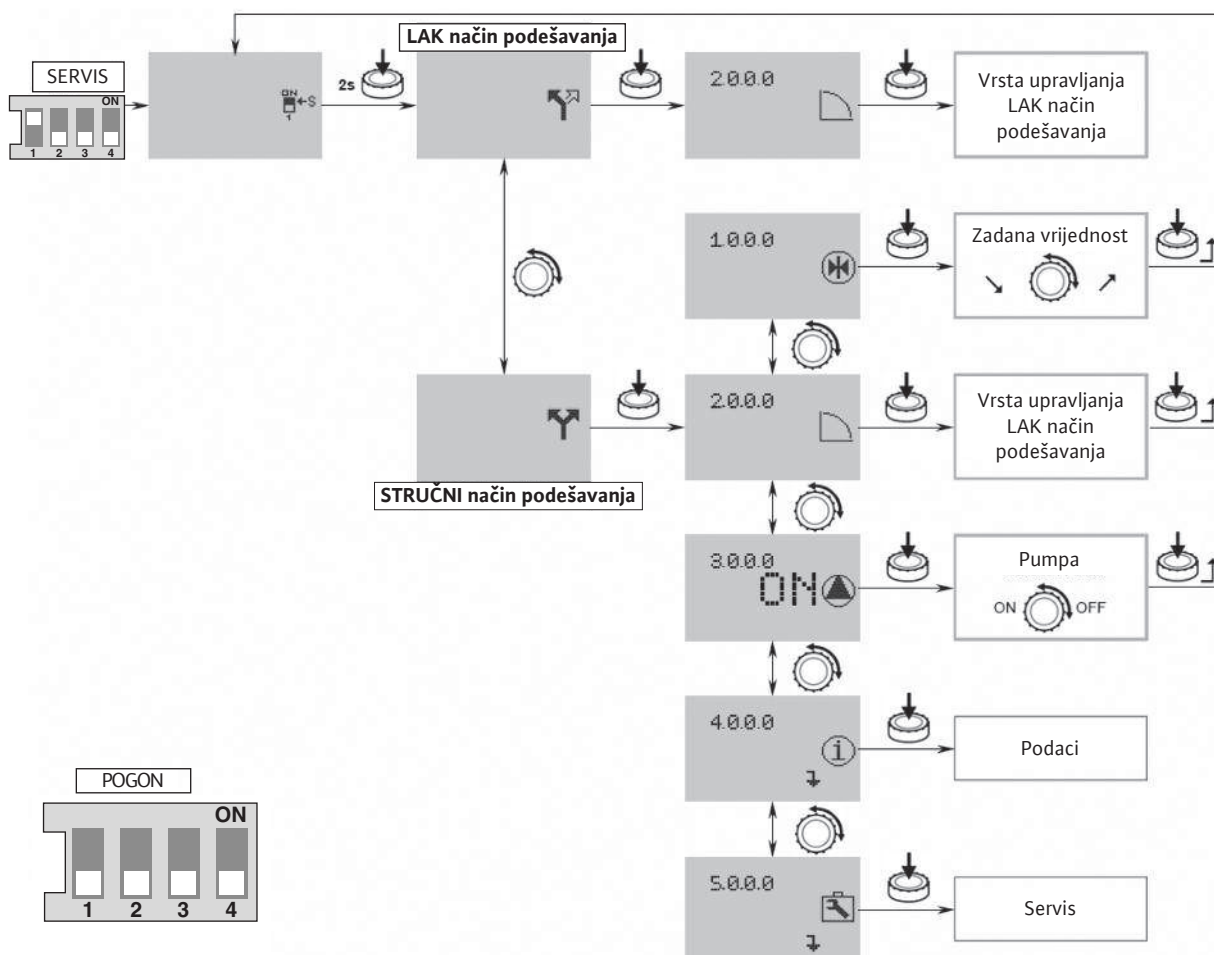 LAK način podešavanja
SERVIS
ON
1 2 3 4
ON
←S
1
2s
2.0.0.0
Vrsta upravljanja
LAK način
podešavanja
1.0.0.0
Zadana vrijednost
STRUČNI način podešavanja
2.0.0.0
Vrsta upravljanja
LAK način
podešavanja
3.0.0.0
ON
Pumpa
ON OFF
4.0.0.0
i
Podaci
POGON
ON
1 2 3 4
5.0.0.0
Servis